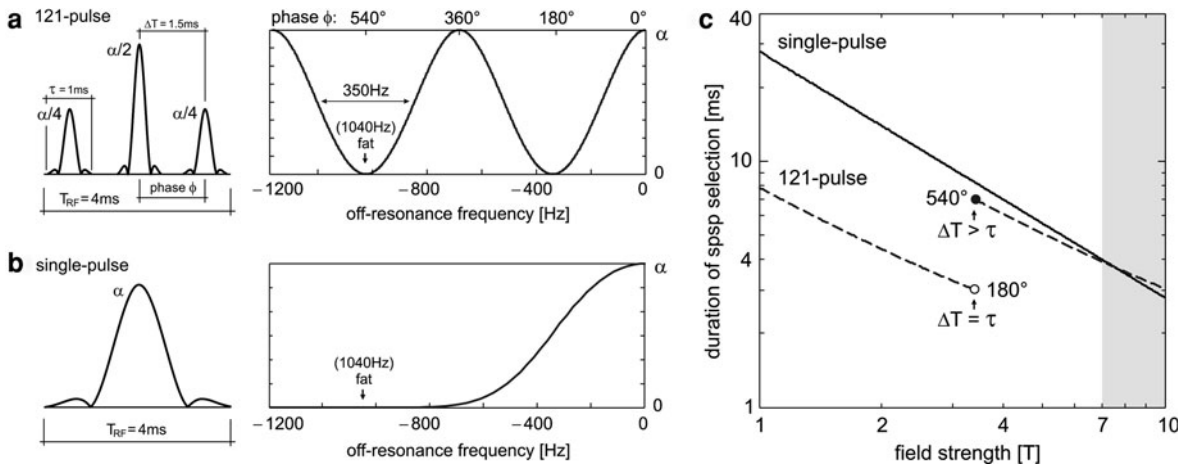 a
121-pulse
ΔT = 1.5ms
α/2
τ = 1ms
α/4
α/4
phase ϕ
T_RF = 4ms
phase ϕ: 540° 360° 180° 0°
α
350Hz
(1040Hz)
fat
0
−1200 −800 −400 0
off-resonance frequency [Hz]
b
single-pulse
α
T_RF = 4ms
α
(1040Hz)
fat
0
−1200 −800 −400 0
off-resonance frequency [Hz]
c
40
single-pulse
10
121-pulse
540°
ΔT > τ
4
180°
ΔT = τ
1
duration of spsp selection [ms]
1 2 4 7 10
field strength [T]